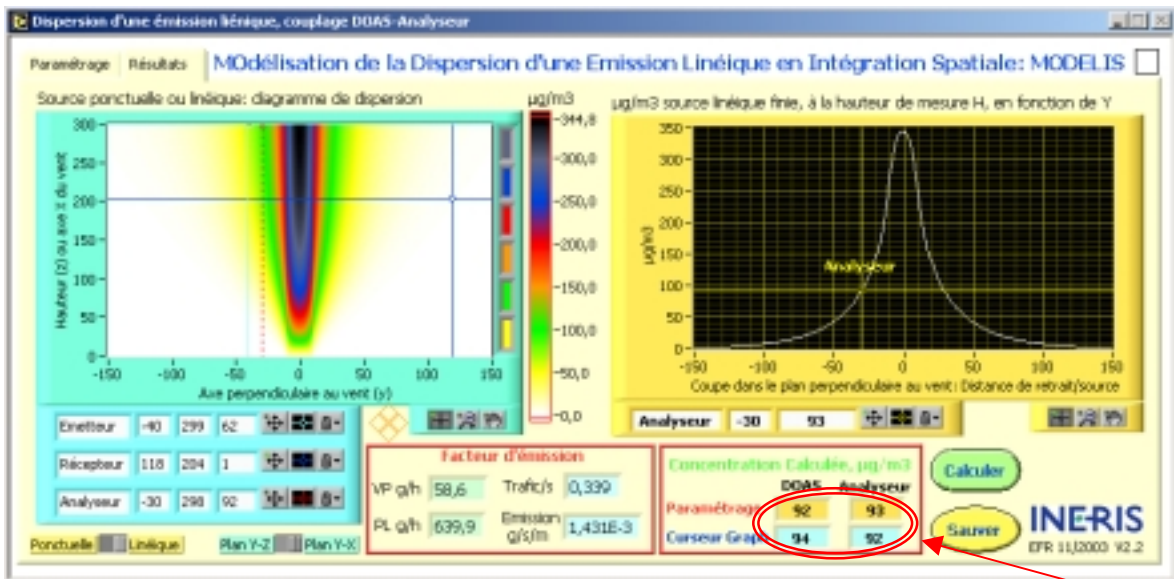 Dispersion d'une émission liénique, couplage DOAS-Analyseur
Paramétrage Résultats MOdélisation de la Dispersion d'une Emission Linéique en Intégration Spatiale: MODELIS
Source ponctuelle ou linéique: diagramme de dispersion
µg/m3
µg/m3 source linéique finie, à la hauteur de mesure H, en fonction de Y
Hauteur (Z) ou axe X du vent
300
250
200
150
100
50
0
-150 -100 -50 0 50 100 150
Axe perpendiculaire au vent (y)
344,8
300,0
250,0
200,0
150,0
100,0
50,0
0,0
µg/m3
350
300
250
200
150
100
50
0
Analyseur
-150 -100 -50 0 50 100 150
Coupe dans le plan perpendiculaire au vent: Distance de retrait/source
Emetteur -40 299 62
Récepteur 118 204 1
Analyseur -30 298 92
Analyseur -30 93
Ponctuelle Linéique Plan Y-Z Plan Y-X
Facteur d'émission
VP g/h 58,6 Trafic/s 0,339
PL g/h 639,9 Emission g/s/m 1,431E-3
Concentration Calculée, µg/m3
DOAS Analyseur
Paramétrage 92 93
Curseur Graph 94 92
Calculer
Sauver
INERIS
EFR 11/2003 V2.2